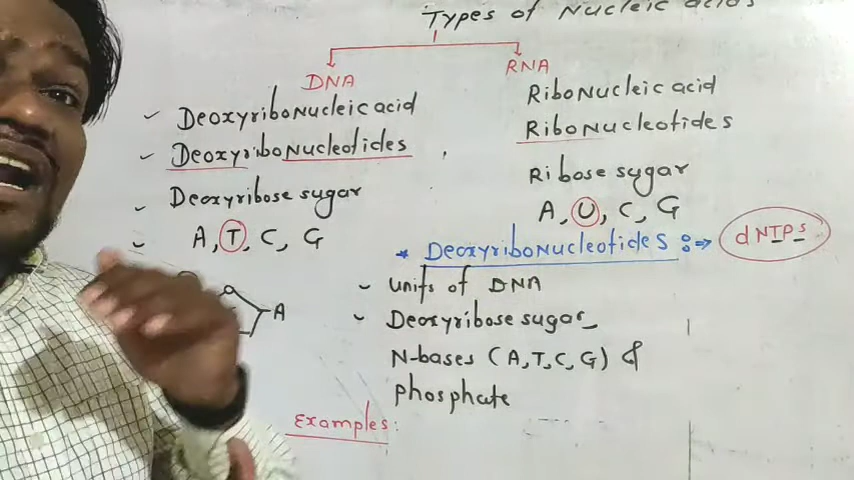 Types of Nucleic acids
DNA
Deoxyribonucleic acid
Deoxyribonucleotides
Deoxyribose sugar
A, T, C, G
A
RNA
Ribonucleic acid
Ribonucleotides
Ribose sugar
A, U, C, G
* Deoxyribonucleotides :⇒ dNTPs
units of DNA
Deoxyribose sugar
N-bases (A, T, C, G) &
phosphate
Examples: